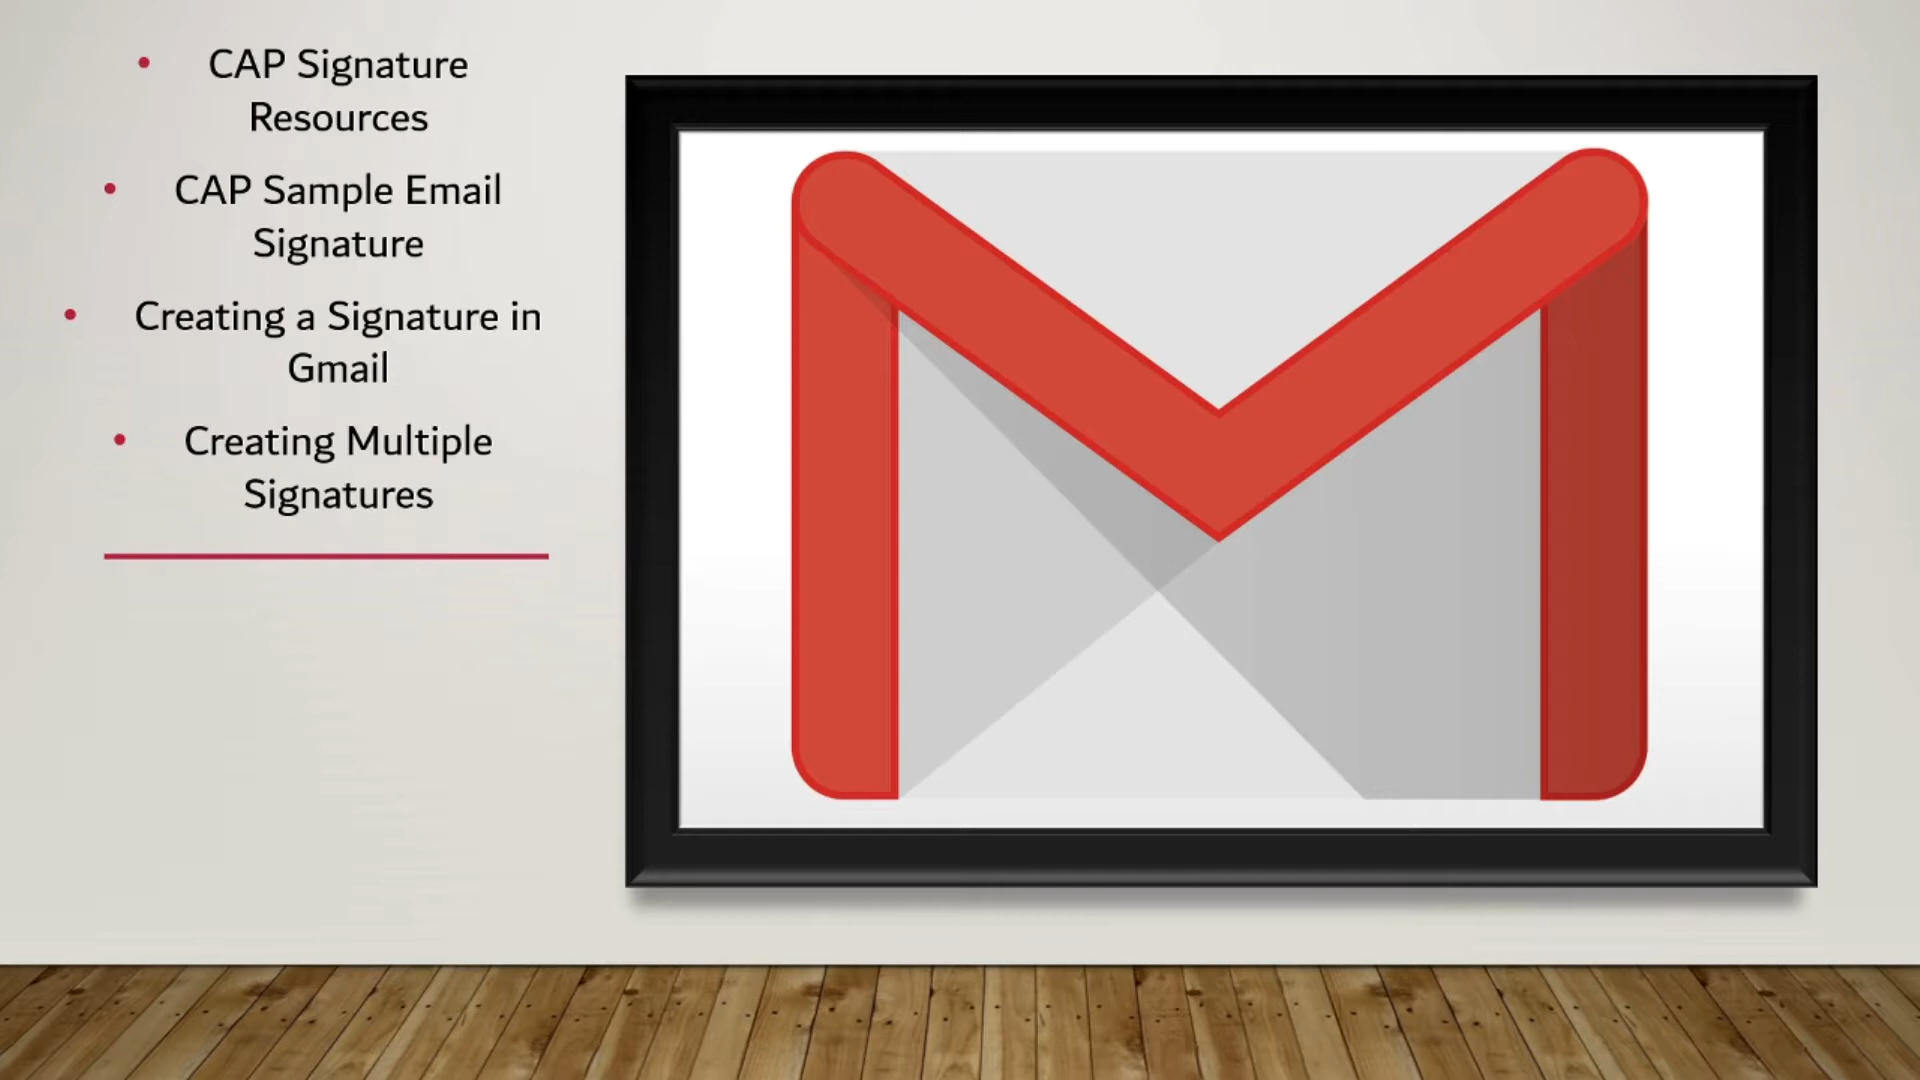 • CAP Signature
Resources
• CAP Sample Email
Signature
• Creating a Signature in
Gmail
• Creating Multiple
Signatures